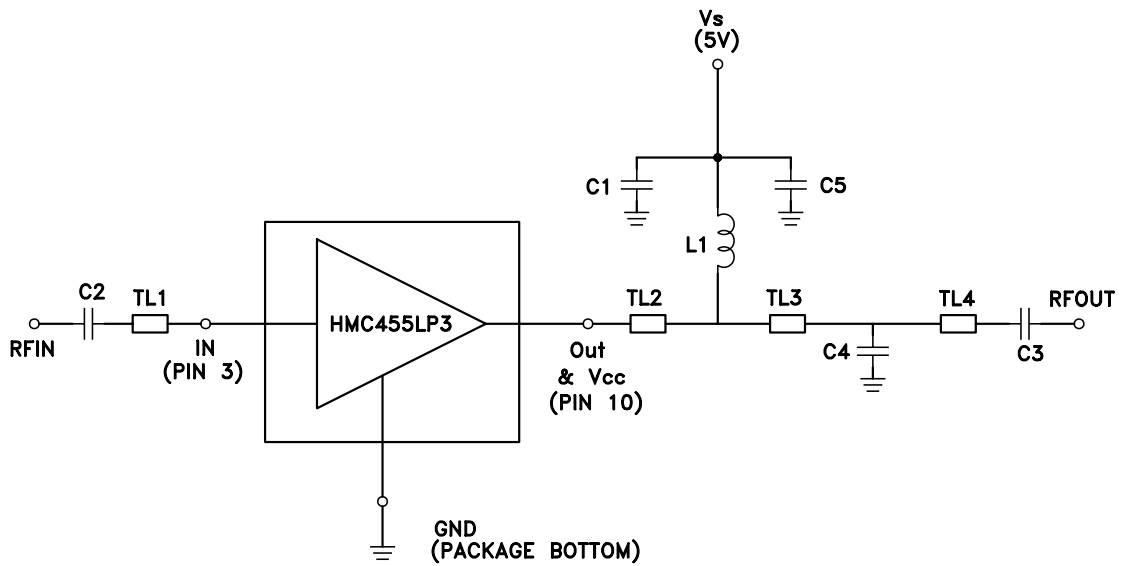 Vs
(5V)
C1
C5
L1
C2
TL1
TL2
TL3
TL4
RFOUT
HMC455LP3
RFIN
IN
(PIN 3)
Out
& Vcc
(PIN 10)
C4
C3
GND
(PACKAGE BOTTOM)